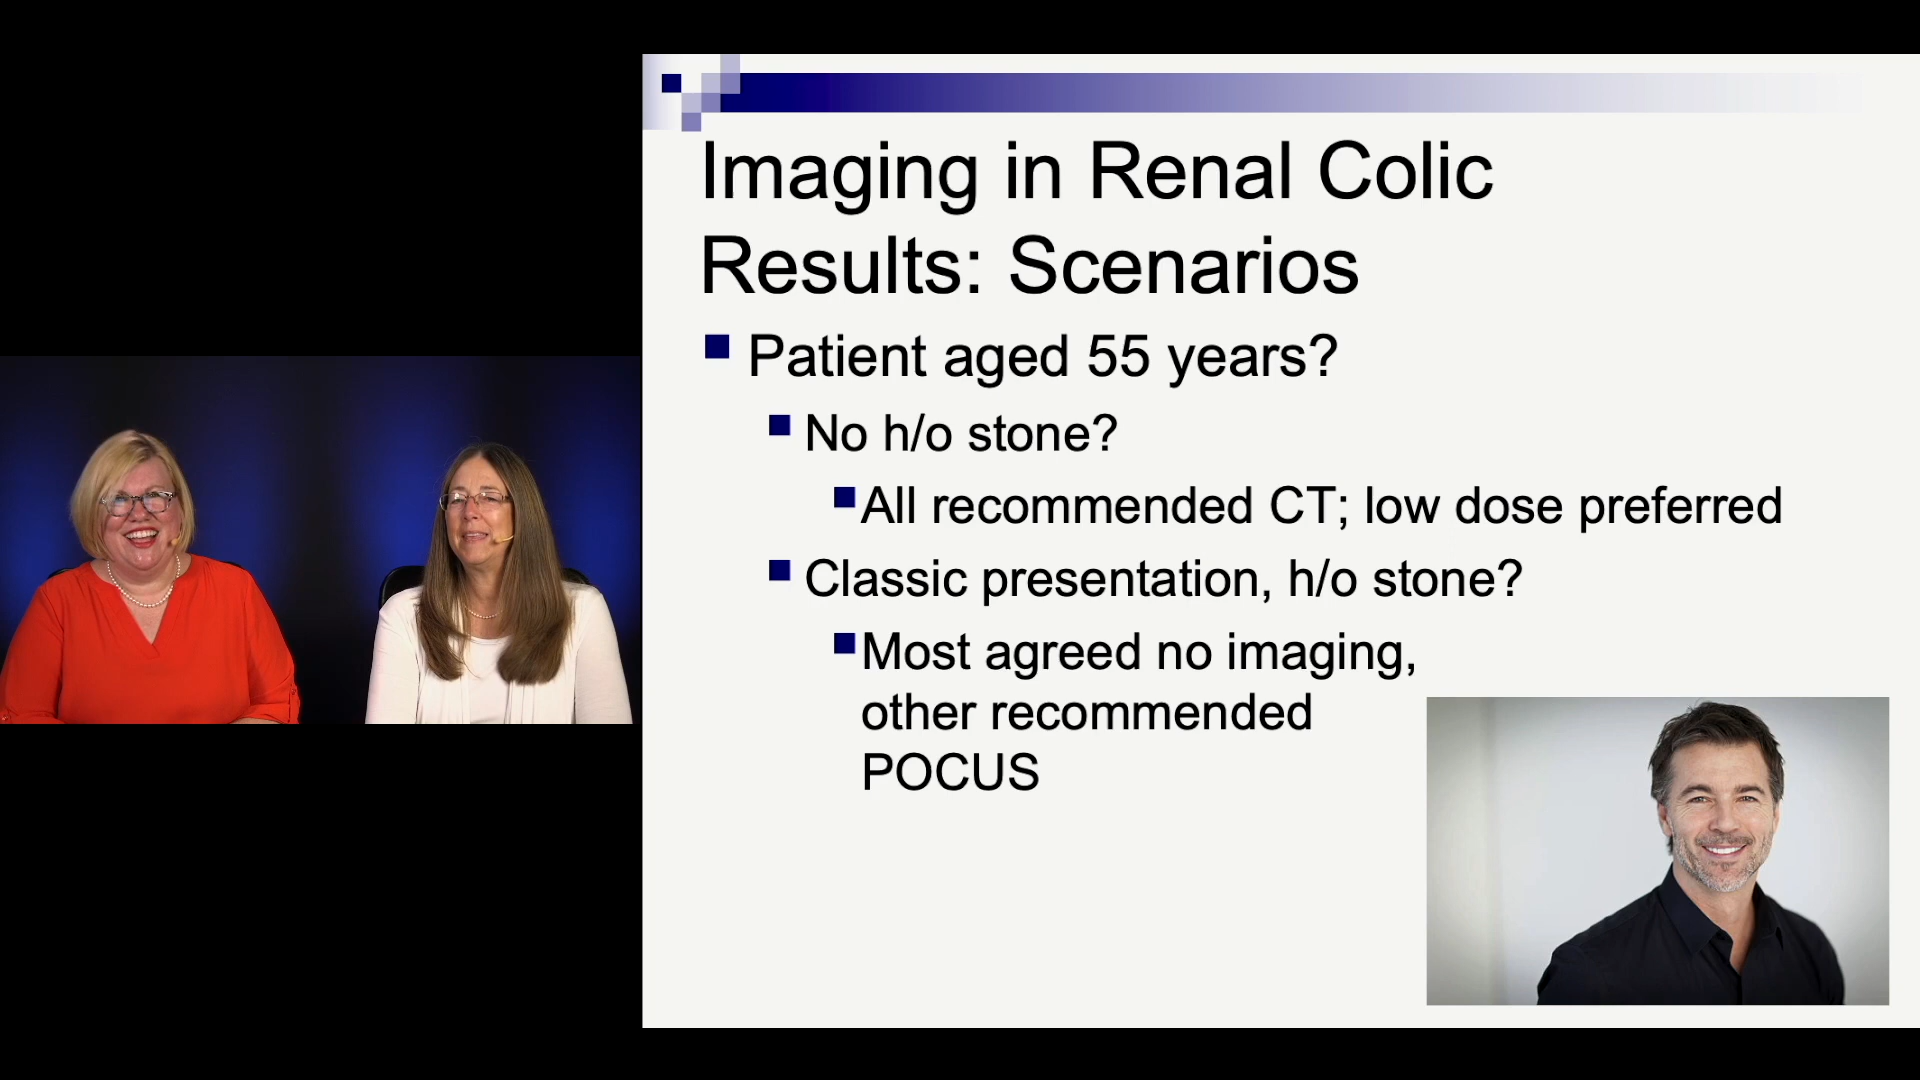 Imaging in Renal Colic
Results: Scenarios
Patient aged 55 years?
No h/o stone?
All recommended CT; low dose preferred
Classic presentation, h/o stone?
Most agreed no imaging,
other recommended
POCUS